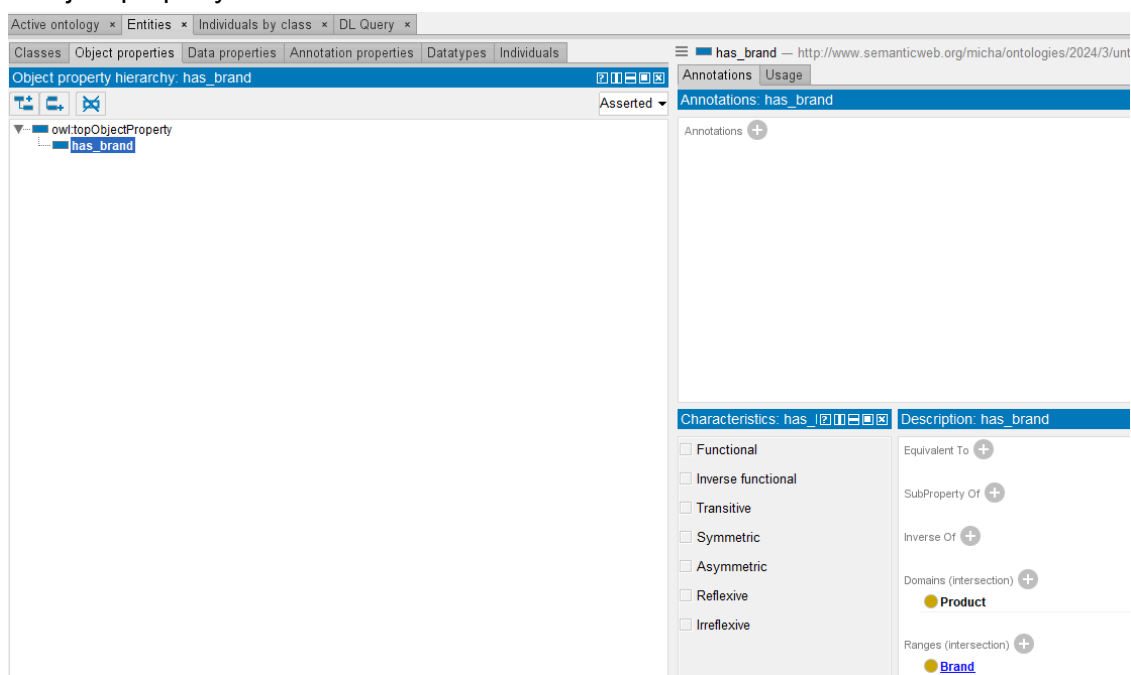 Active ontology × Entities × Individuals by class × DL Query ×
Classes Object properties Data properties Annotation properties Datatypes Individuals
Object property hierarchy: has_brand
Asserted
owl:topObjectProperty
has_brand
has_brand — http://www.semanticweb.org/micha/ontologies/2024/3/unt
Annotations Usage
Annotations: has_brand
Annotations
Characteristics: has_
Functional
Inverse functional
Transitive
Symmetric
Asymmetric
Reflexive
Irreflexive
Description: has_brand
Equivalent To
SubProperty Of
Inverse Of
Domains (intersection)
Product
Ranges (intersection)
Brand